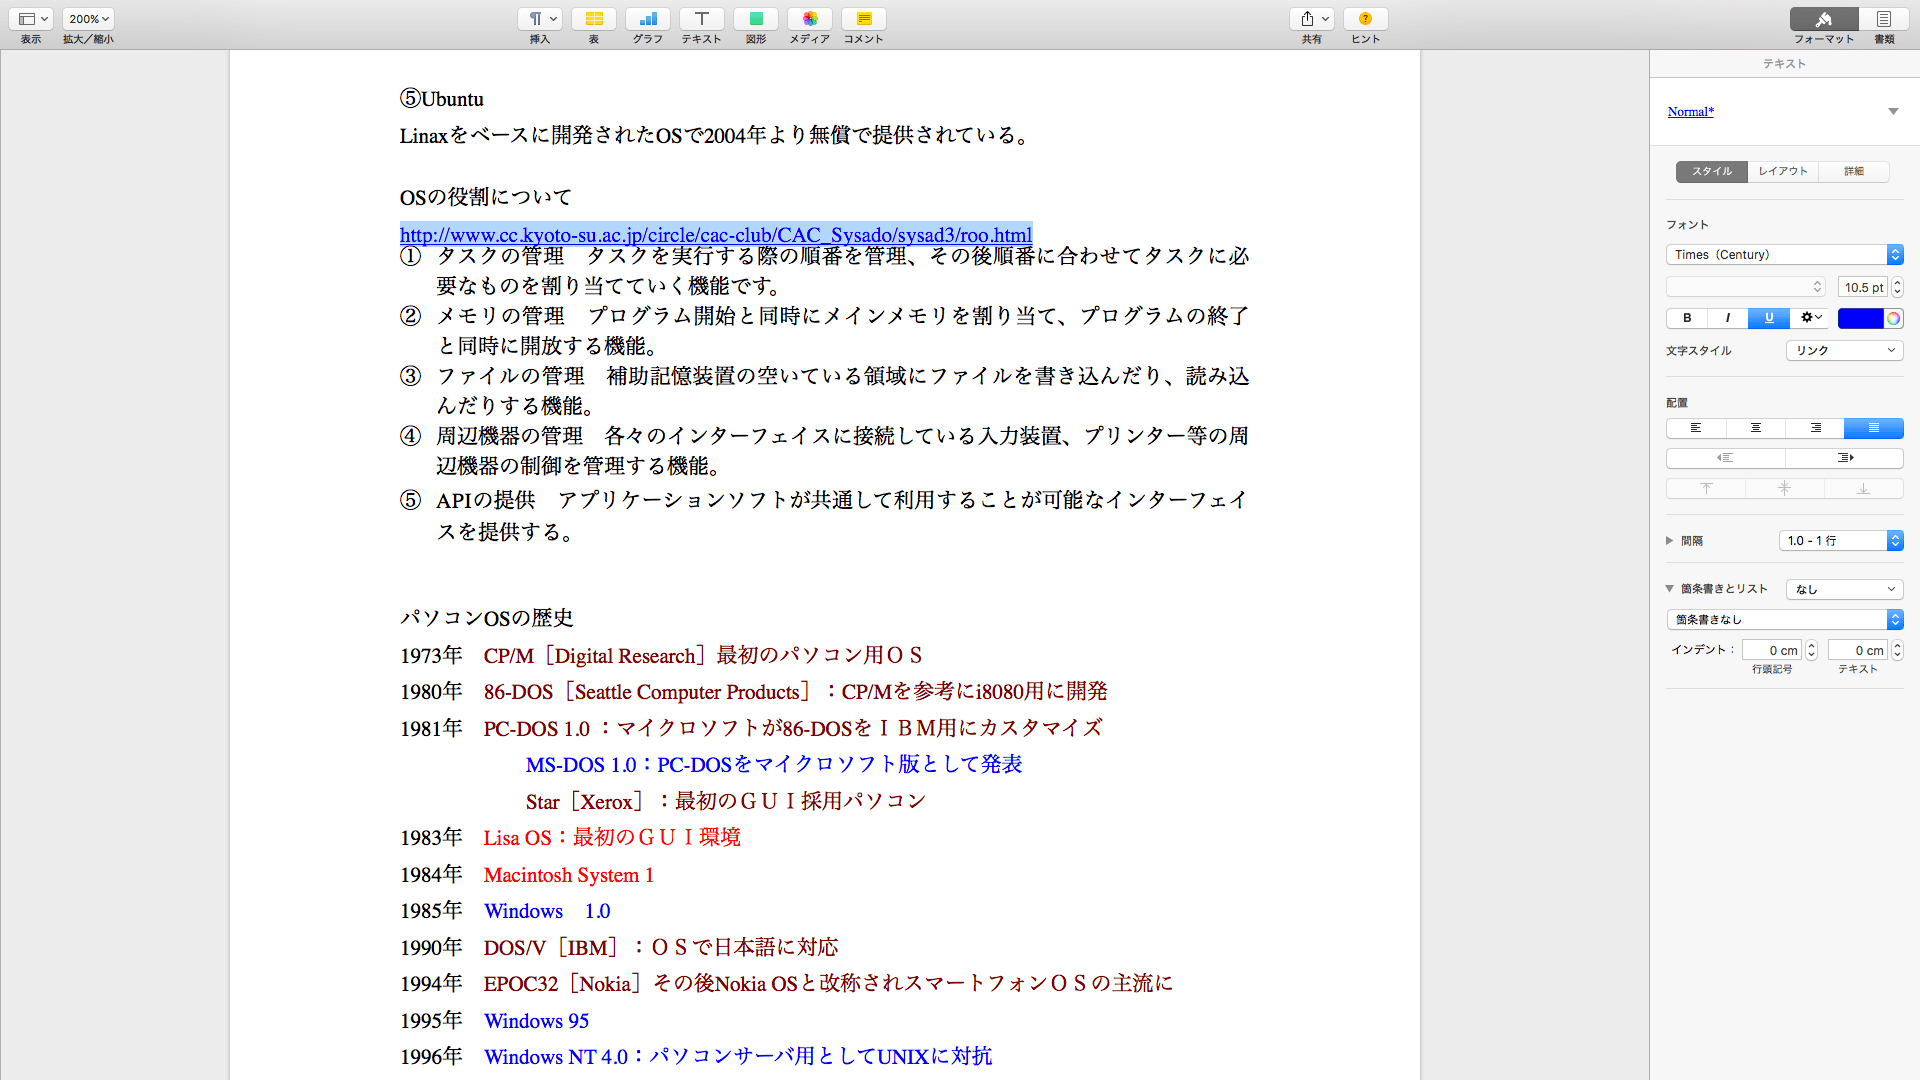 200%
表示
拡大／縮小
挿入
表
グラフ
テキスト
図形
メディア
コメント
共有
ヒント
フォーマット
書類
⑤Ubuntu
Linaxをベースに開発されたOSで2004年より無償で提供されている。
OSの役割について
http://www.cc.kyoto-su.ac.jp/circle/cac-club/CAC_Sysado/sysad3/roo.html
① タスクの管理　タスクを実行する際の順番を管理、その後順番に合わせてタスクに必
要なものを割り当てていく機能です。
② メモリの管理　プログラム開始と同時にメインメモリを割り当て、プログラムの終了
と同時に開放する機能。
③ ファイルの管理　補助記憶装置の空いている領域にファイルを書き込んだり、読み込
んだりする機能。
④ 周辺機器の管理　各々のインターフェイスに接続している入力装置、プリンター等の周
辺機器の制御を管理する機能。
⑤ APIの提供　アプリケーションソフトが共通して利用することが可能なインターフェイ
スを提供する。
パソコンOSの歴史
1973年　CP/M［Digital Research］最初のパソコン用ＯＳ
1980年　86-DOS［Seattle Computer Products］：CP/Mを参考にi8080用に開発
1981年　PC-DOS 1.0 ：マイクロソフトが86-DOSをＩＢＭ用にカスタマイズ
MS-DOS 1.0：PC-DOSをマイクロソフト版として発表
Star［Xerox］：最初のＧＵＩ採用パソコン
1983年　Lisa OS：最初のＧＵＩ環境
1984年　Macintosh System 1
1985年　Windows　1.0
1990年　DOS/V［IBM］：ＯＳで日本語に対応
1994年　EPOC32［Nokia］その後Nokia OSと改称されスマートフォンＯＳの主流に
1995年　Windows 95
1996年　Windows NT 4.0：パソコンサーバ用としてUNIXに対抗
テキスト
Normal*
スタイル
レイアウト
詳細
フォント
Times（Century）
10.5 pt
B I U
文字スタイル
リンク
配置
間隔
1.0 - 1 行
箇条書きとリスト
なし
箇条書きなし
インデント：
0 cm
0 cm
行頭記号
テキスト